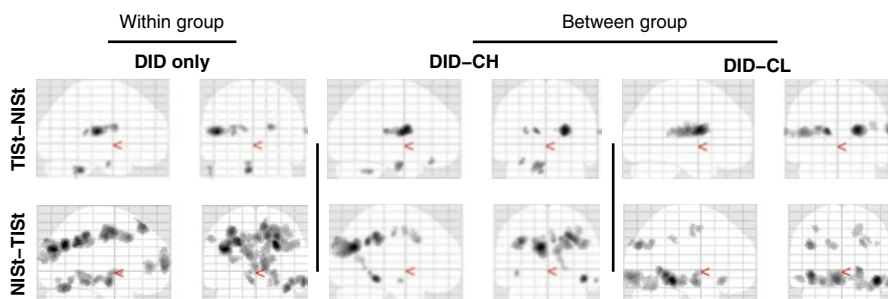 Within group
Between group
DID only
DID–CH
DID–CL
TISt–NISt
NISt–TISt